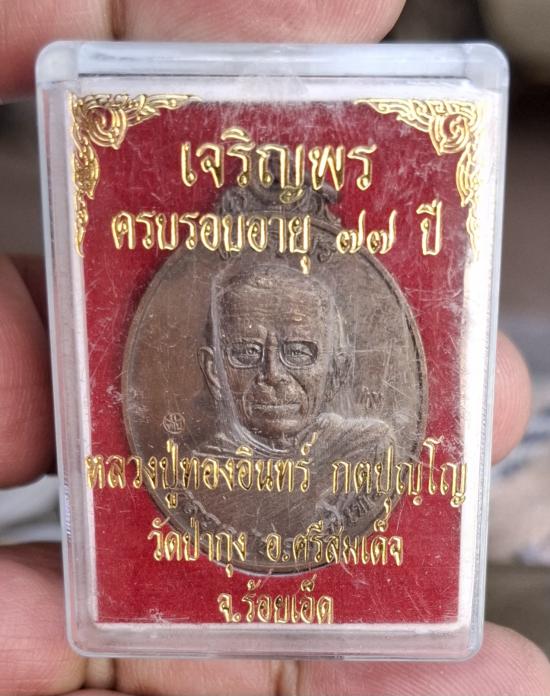 เจริญพร
ครบรอบอายุ ๗๗ ปี
หลวงปู่ทองอินทร์ กตปุญฺโญ
วัดป่ากุง อ.ศรีสมเด็จ
จ.ร้อยเอ็ด